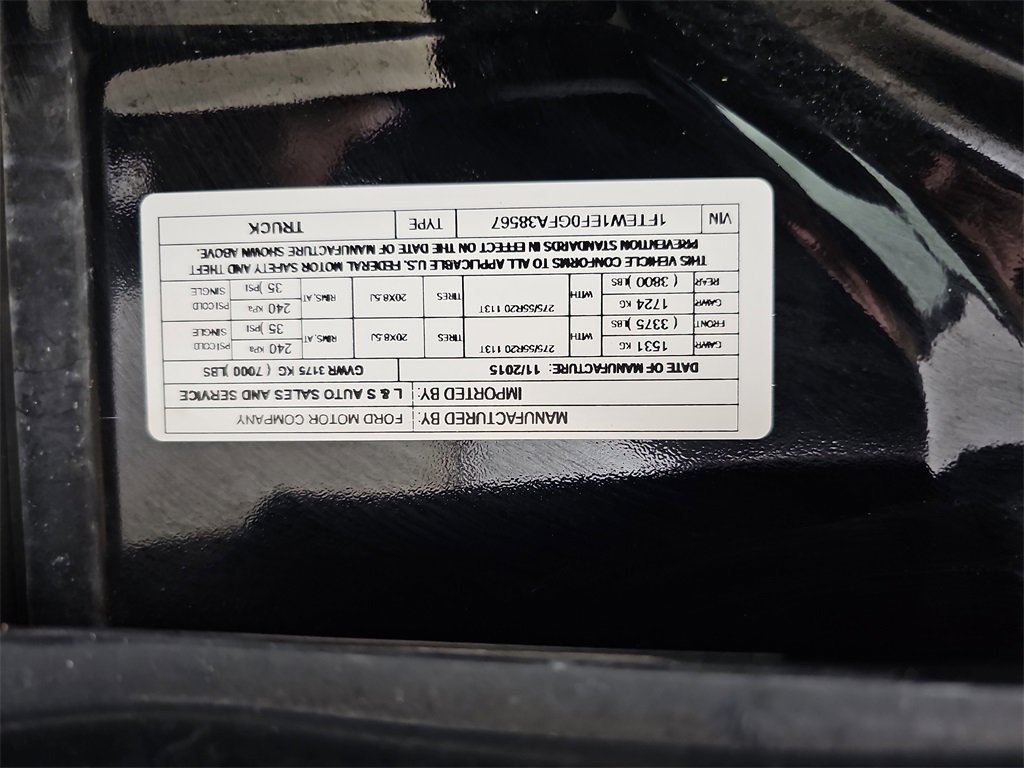 MANUFACTURED BY: FORD MOTOR COMPANY
IMPORTED BY: L & S AUTO SALES AND SERVICE
DATE OF MANUFACTURE: 11/2015 GVWR 3175 KG ( 7000 )LBS
GAWR FRONT 1531 KG ( 3375 )LBS WITH 275/55R20 113T TIRES 20X8.5J RIMS, AT 240 KPa 35 )PSI PSI COLD SINGLE
GAWR REAR 1724 KG ( 3800 )LBS WITH 275/55R20 113T TIRES 20X8.5J RIMS, AT 240 KPa 35 )PSI PSI COLD SINGLE
THIS VEHICLE CONFORMS TO ALL APPLICABLE U.S. FEDERAL MOTOR SAFETY AND THEFT
PREVENTION STANDARDS IN EFFECT ON THE DATE OF MANUFACTURE SHOWN ABOVE.
VIN 1FTEW1EF0GFA38567 TYPE TRUCK